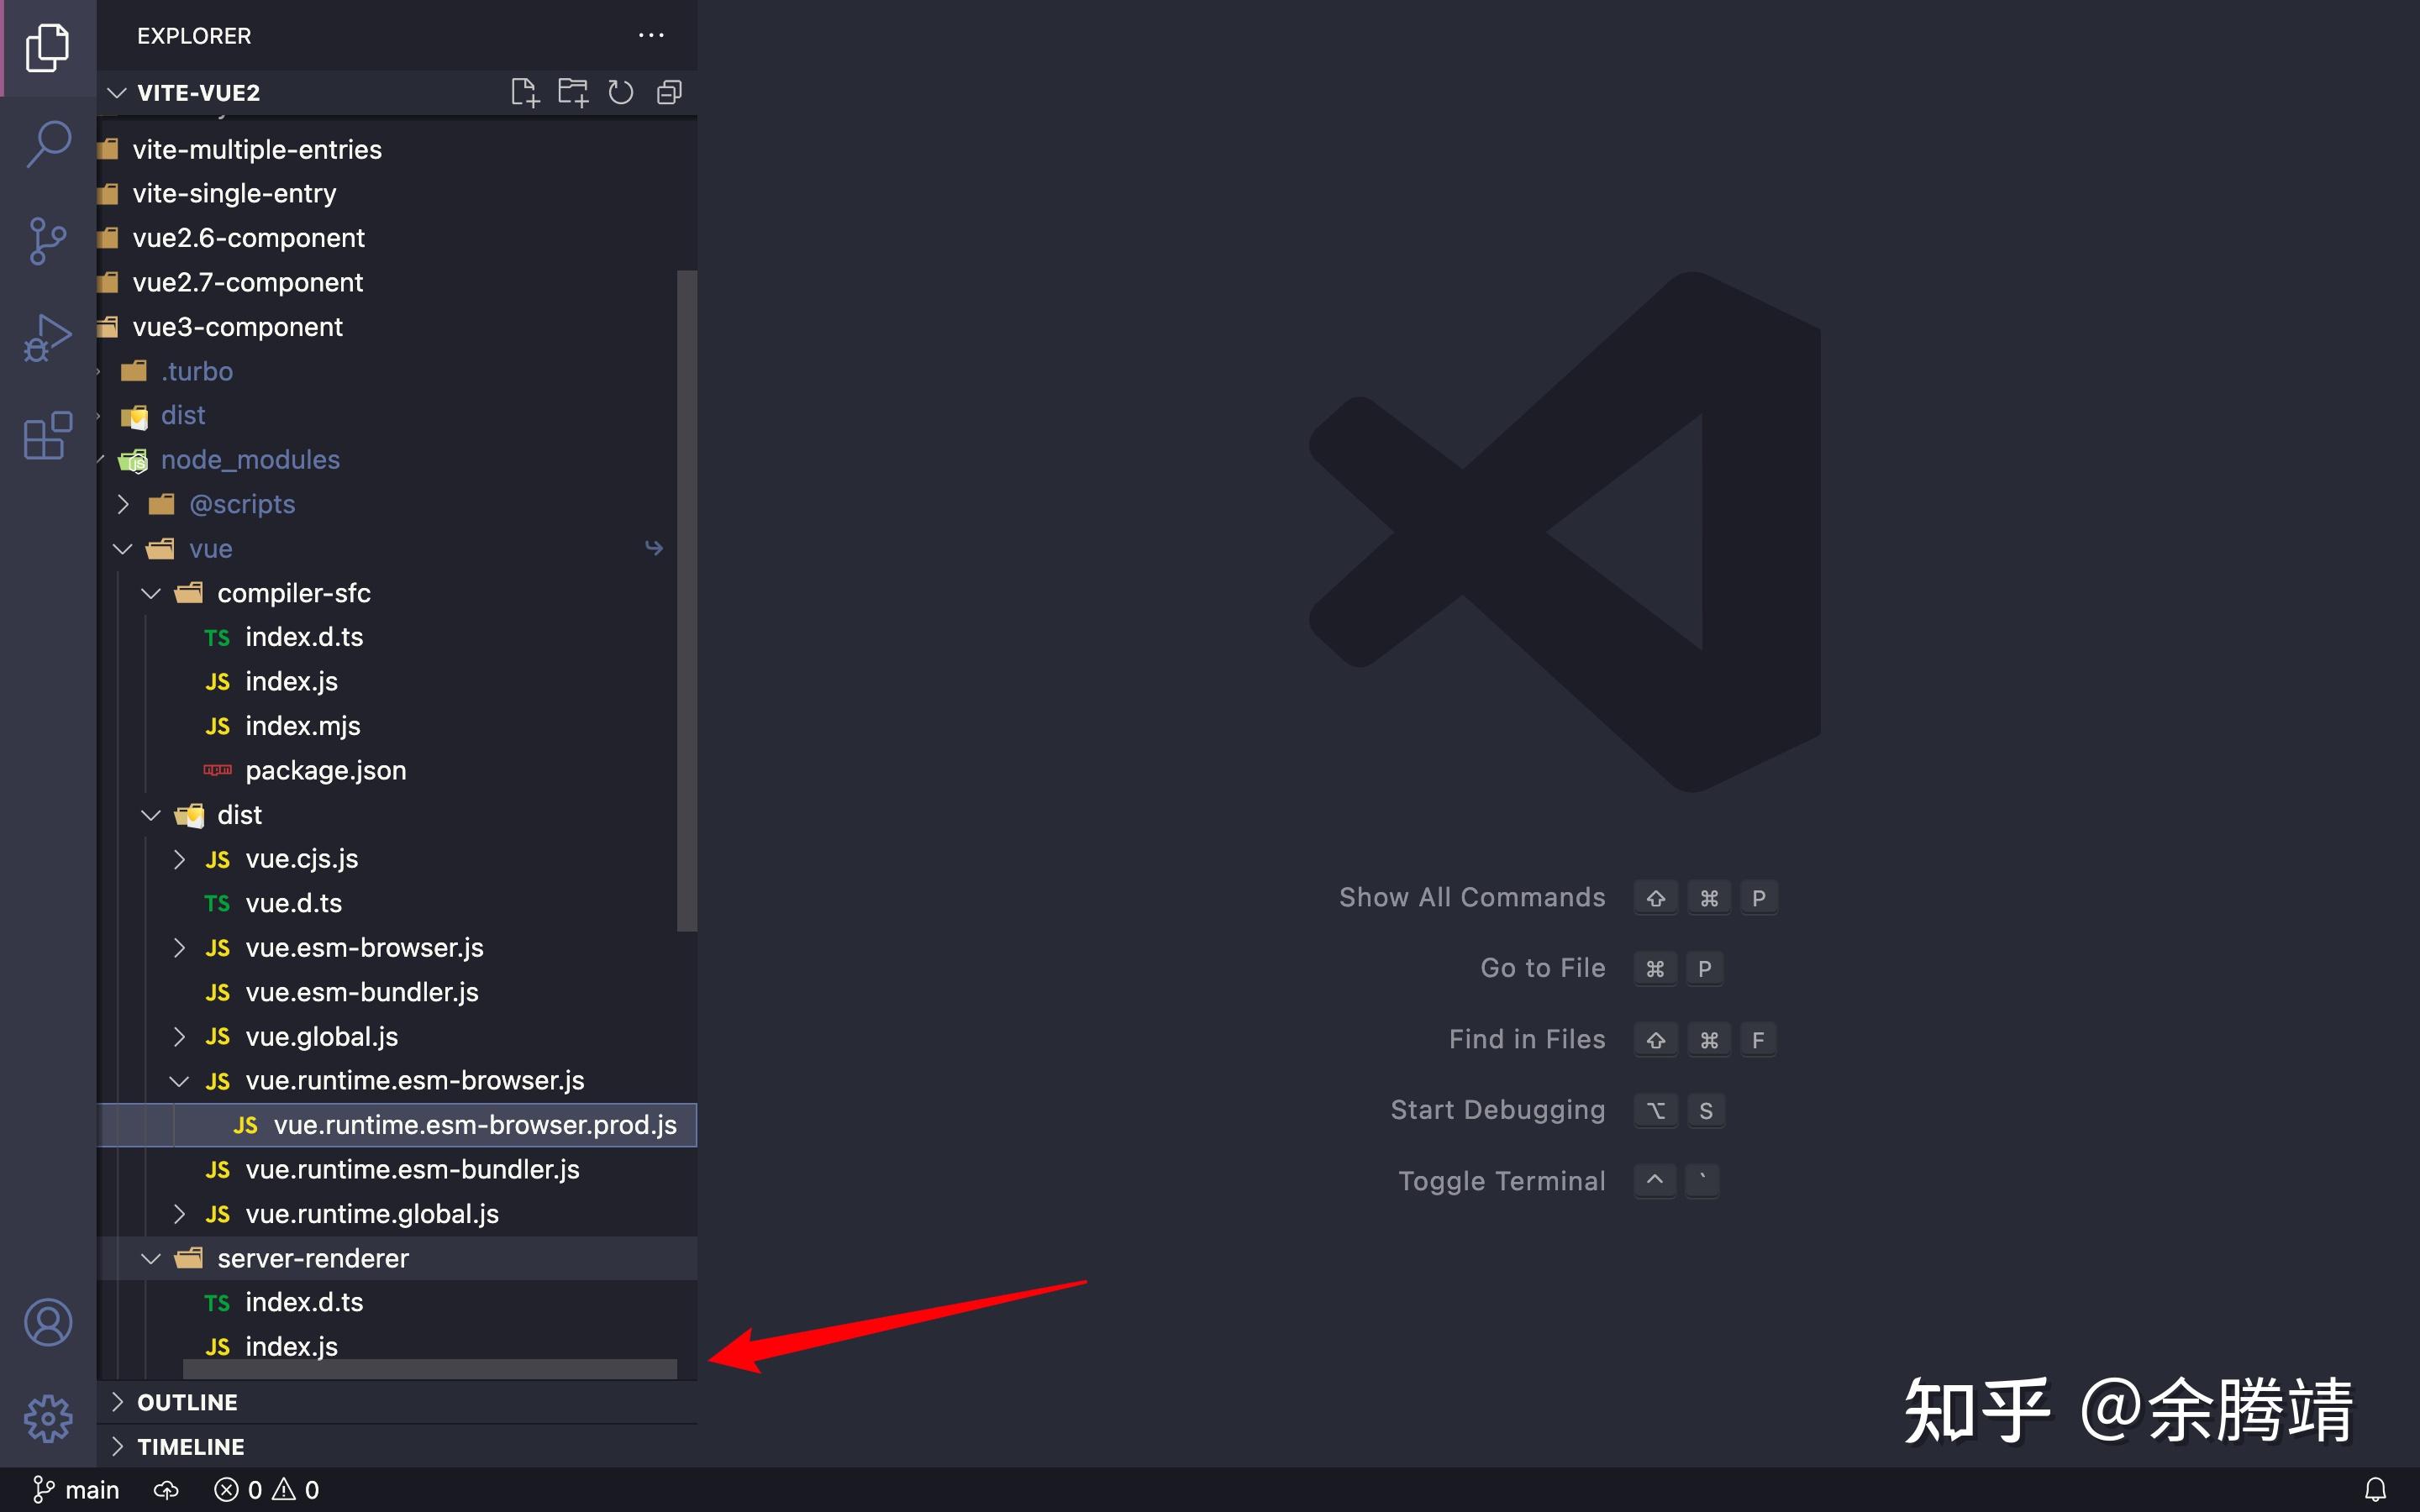 EXPLORER
VITE-VUE2
vite-multiple-entries
vite-single-entry
vue2.6-component
vue2.7-component
vue3-component
.turbo
dist
node_modules
@scripts
vue
compiler-sfc
TS index.d.ts
JS index.js
JS index.mjs
npm package.json
dist
JS vue.cjs.js
TS vue.d.ts
JS vue.esm-browser.js
JS vue.esm-bundler.js
JS vue.global.js
JS vue.runtime.esm-browser.js
JS vue.runtime.esm-browser.prod.js
JS vue.runtime.esm-bundler.js
JS vue.runtime.global.js
server-renderer
TS index.d.ts
JS index.js
OUTLINE
TIMELINE
main 0 0
Show All Commands ⇧ ⌘ P
Go to File ⌘ P
Find in Files ⇧ ⌘ F
Start Debugging ⌥ S
Toggle Terminal ^ `
知乎 @余腾靖